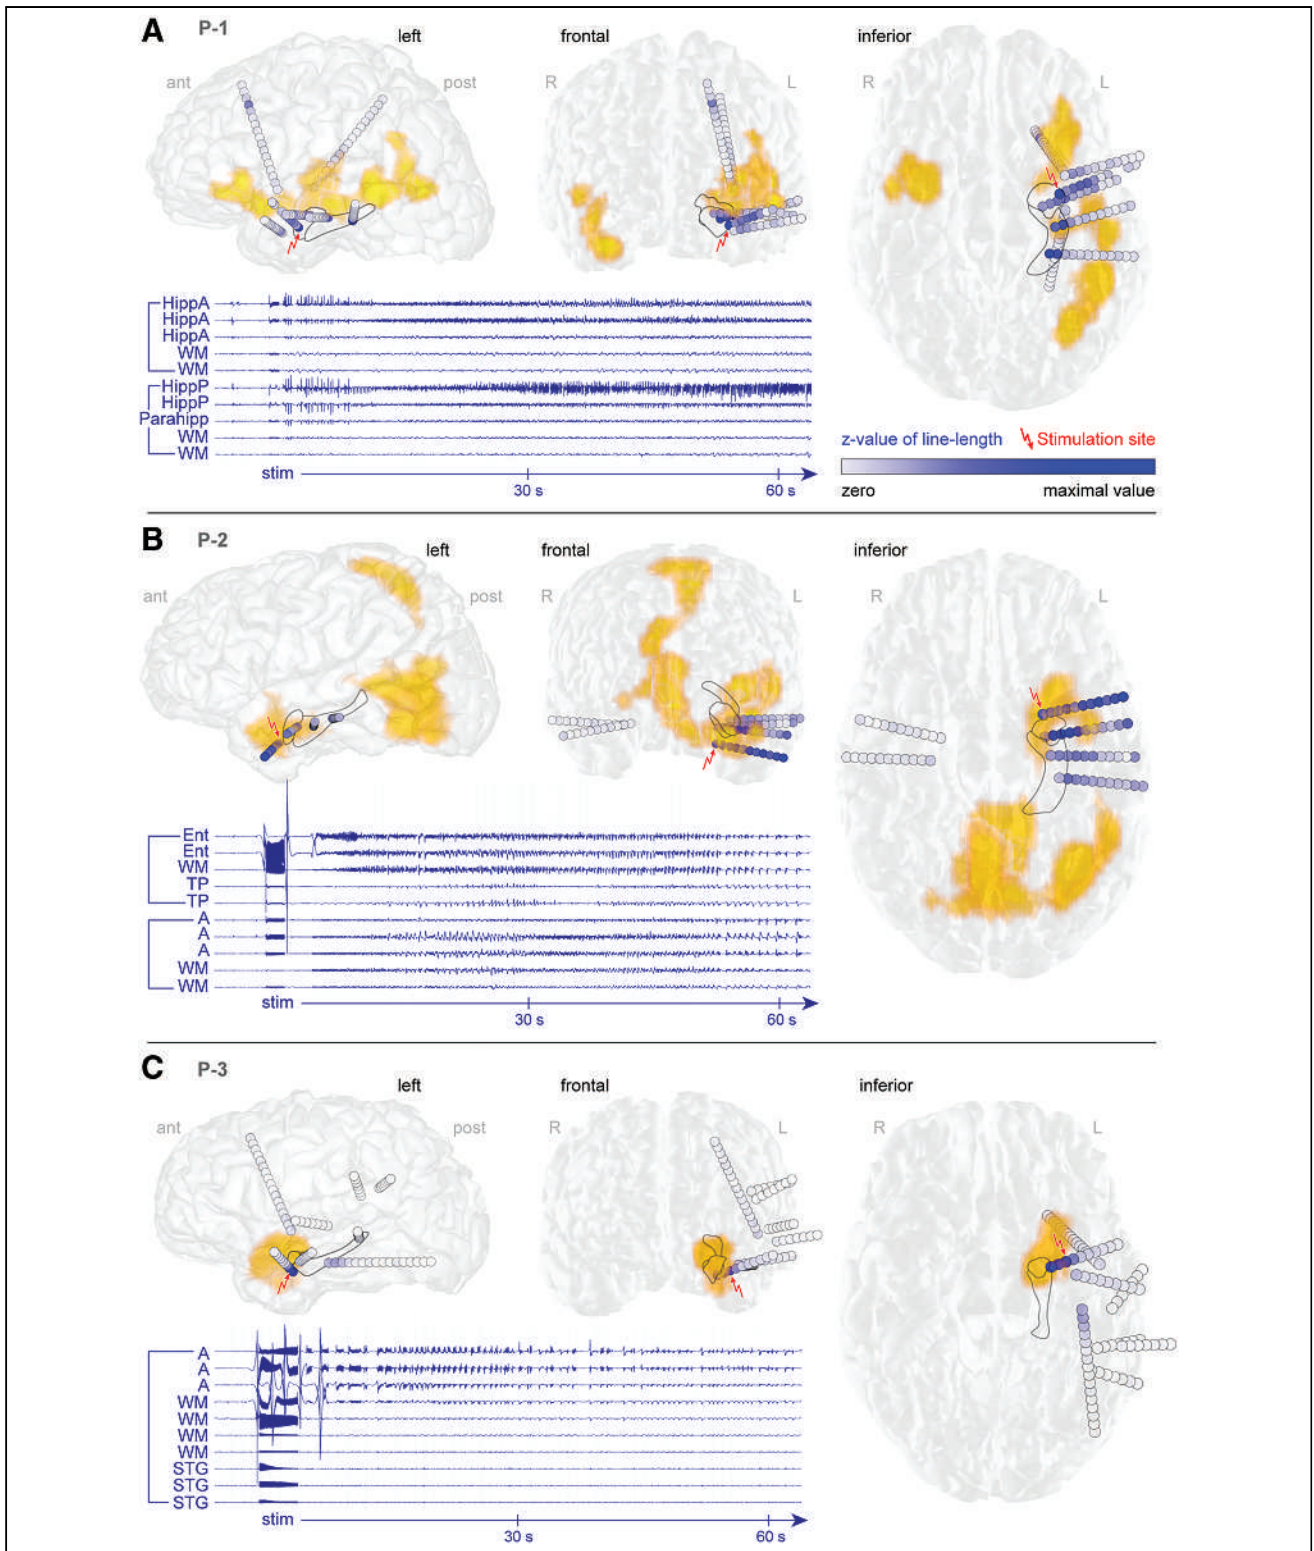 A P-1
left
frontal
inferior
ant
post
R
L
R
L
HippA
HippA
HippA
WM
WM
HippP
HippP
Parahipp
WM
WM
stim
30 s
60 s
z-value of line-length
Stimulation site
zero
maximal value
B P-2
left
frontal
inferior
ant
post
R
L
R
L
Ent
Ent
WM
TP
TP
A
A
A
WM
WM
stim
30 s
60 s
C P-3
left
frontal
inferior
ant
post
R
L
R
L
A
A
A
WM
WM
WM
WM
STG
STG
STG
stim
30 s
60 s